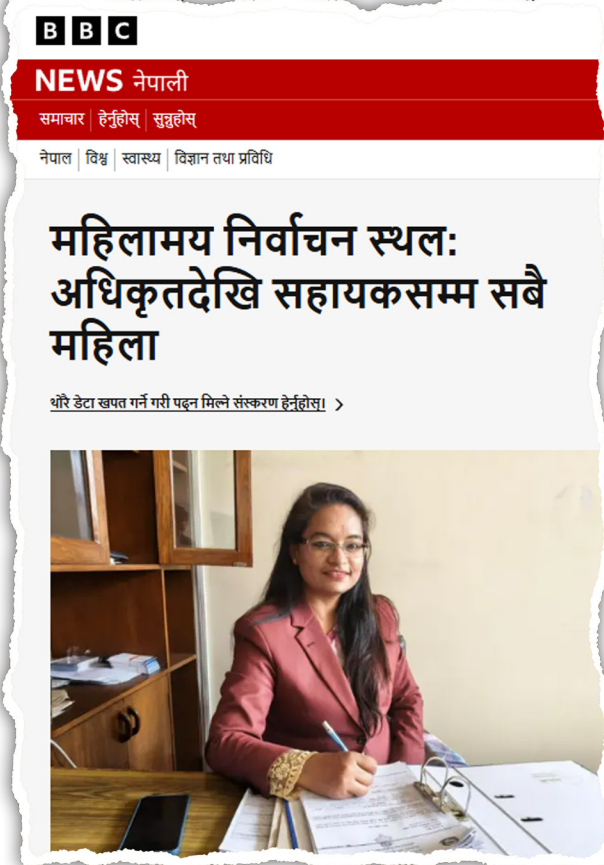 BBC
NEWS नेपाली
समाचार हेर्नुहोस् सुन्नुहोस्
नेपाल विश्व स्वास्थ्य विज्ञान तथा प्रविधि
महिलामय निर्वाचन स्थल:
अधिकृतदेखि सहायकसम्म सबै
महिला
थोरै डेटा खपत गर्ने गरी पढ्न मिल्ने संस्करण हेर्नुहोस्।